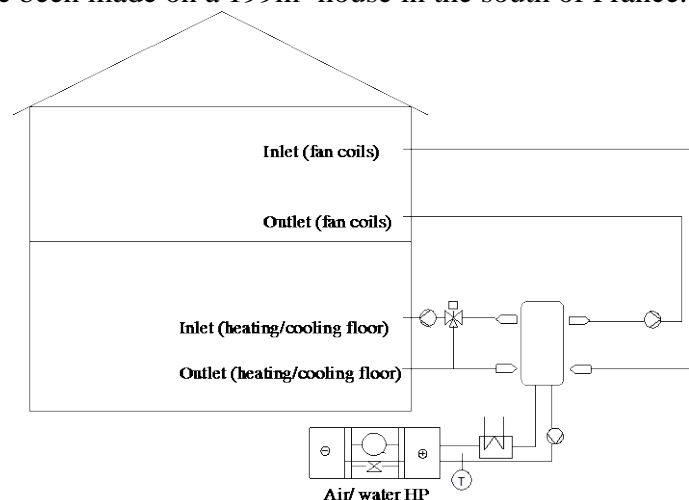 been made on a 199m house in the south of France.
Inlet (fan coils)
Outlet (fan coils)
Inlet (heating/cooling floor)
Outlet (heating/cooling floor)
T
Air/ water HP